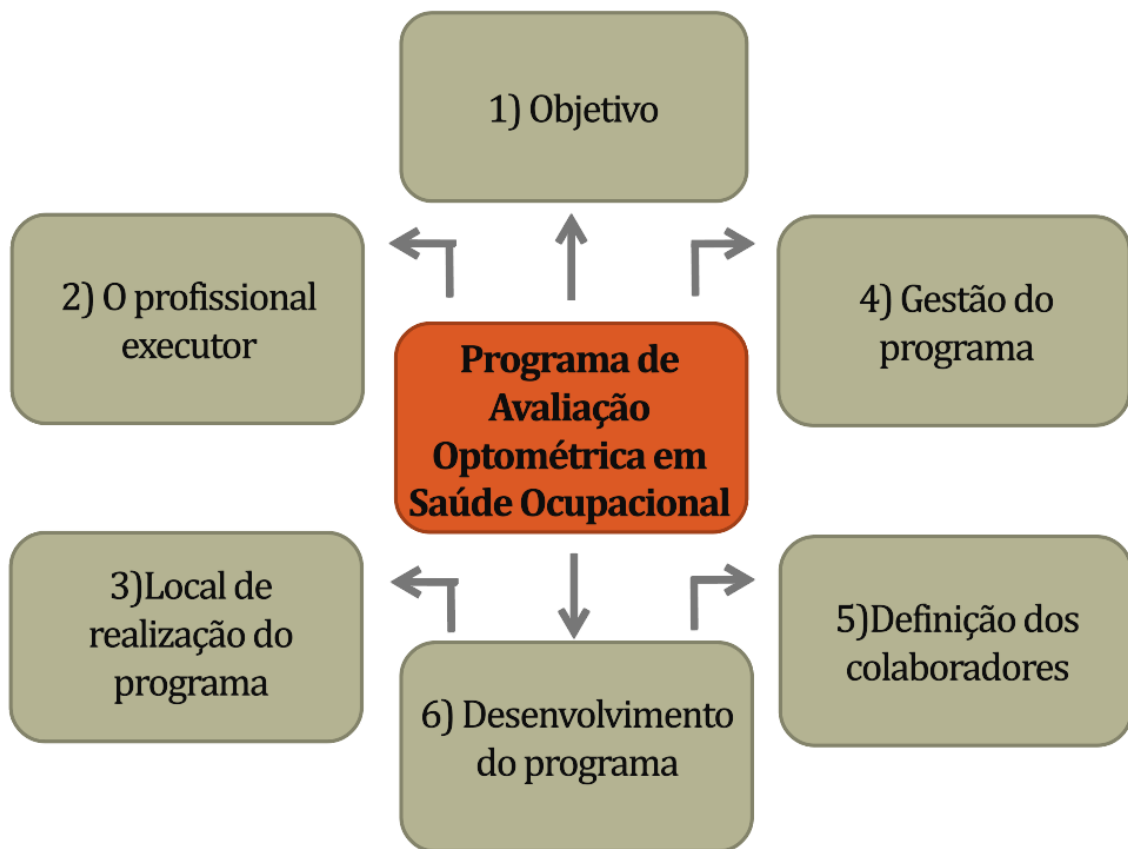 1) Objetivo
2) O profissional
executor
4) Gestão do
programa
Programa de
Avaliação
Optométrica em
Saúde Ocupacional
3)Local de
realização do
programa
5)Definição dos
colaboradores
6) Desenvolvimento
do programa